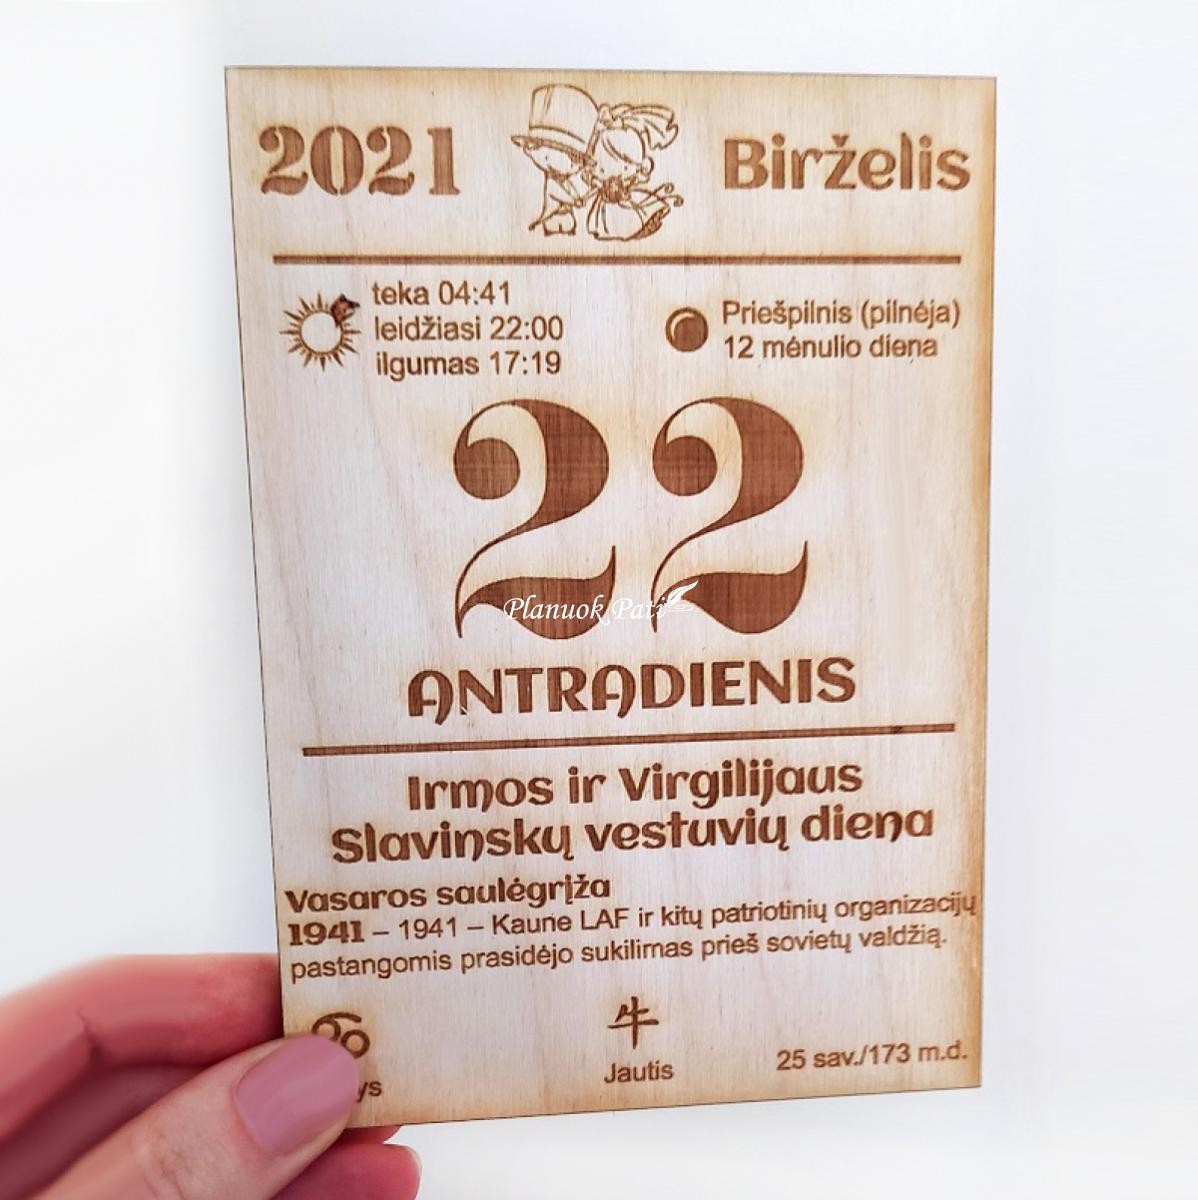 2021
Birželis
teka 04:41
leidžiasi 22:00
ilgumas 17:19
Priešpilnis (pilnėja)
12 mėnulio diena
22
Planuok Pati
ANTRADIENIS
Irmos ir Virgilijaus
Slavinskų vestuvių diena
Vasaros saulėgrįža
1941 – 1941 – Kaune LAF ir kitų patriotinių organizacijų
pastangomis prasidėjo sukilimas prieš sovietų valdžią.
牛
Jautis
25 sav./173 m.d.